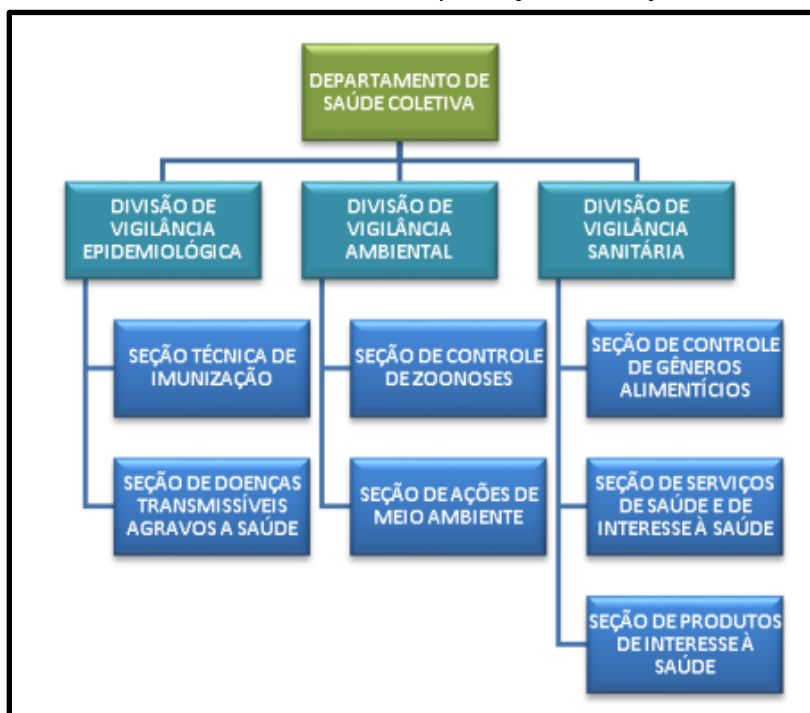 DEPARTAMENTO DE
SAÚDE COLETIVA
DIVISÃO DE
VIGILÂNCIA
EPIDEMIOLÓGICA
DIVISÃO DE
VIGILÂNCIA
AMBIENTAL
DIVISÃO DE
VIGILÂNCIA
SANITÁRIA
SEÇÃO TÉCNICA DE
IMUNIZAÇÃO
SEÇÃO DE CONTROLE
DE ZOONOSES
SEÇÃO DE CONTROLE
DE GÊNEROS
ALIMENTÍCIOS
SEÇÃO DE DOENÇAS
TRANSMISSÍVEIS
AGRAVOS A SAÚDE
SEÇÃO DE AÇÕES DE
MEIO AMBIENTE
SEÇÃO DE SERVIÇOS
DE SAÚDE E DE
INTERESSE À SAÚDE
SEÇÃO DE PRODUTOS
DE INTERESSE À
SAÚDE